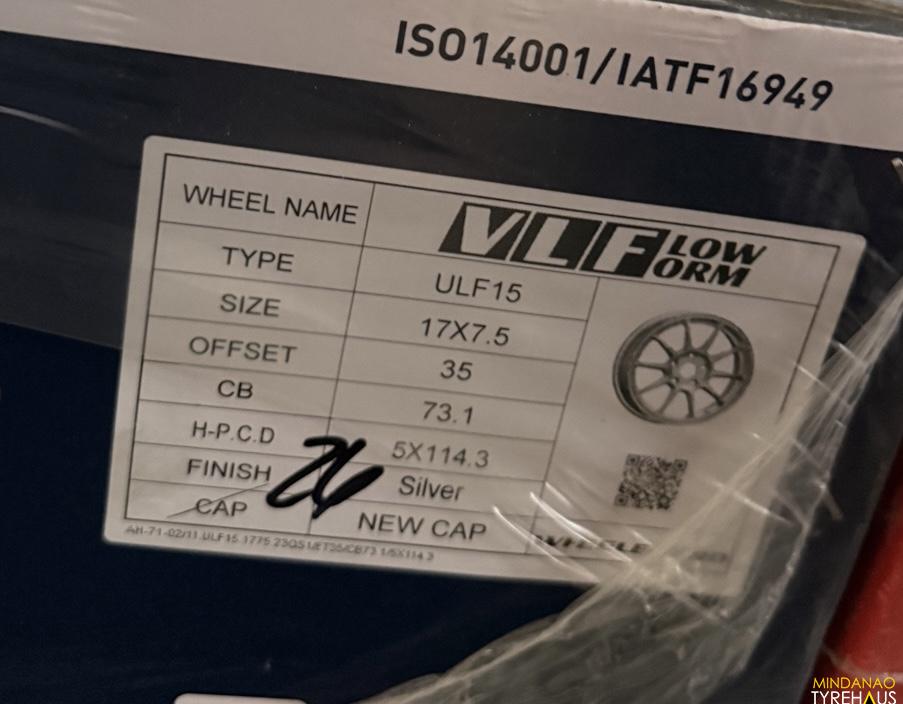 ISO14001/IATF16949
WHEEL NAME VLF LOW FORM
TYPE ULF15
SIZE 17X7.5
OFFSET 35
CB 73.1
H-P.C.D 5X114.3
FINISH Silver
CAP NEW CAP
26
MINDANAO
TYREHAUS